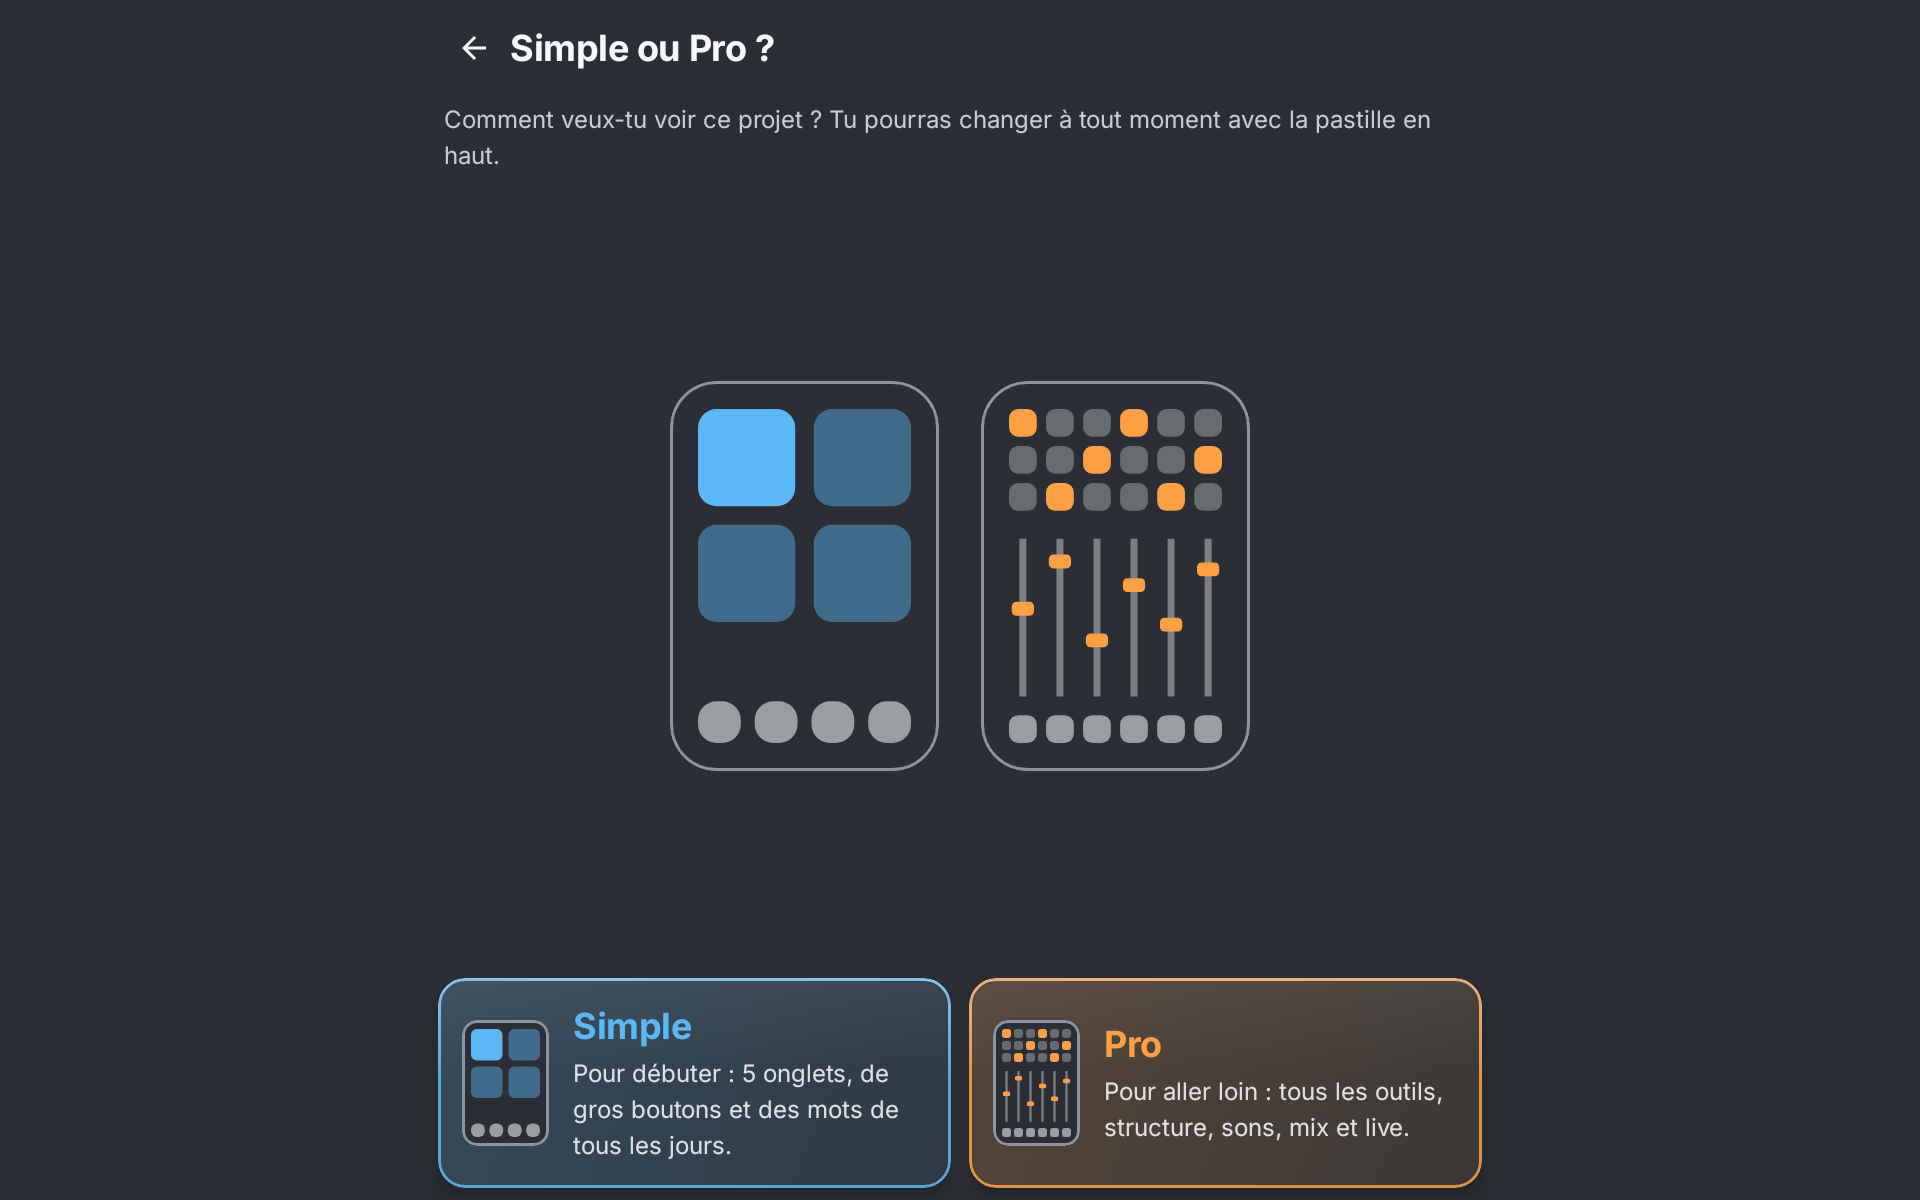 Simple ou Pro ?
Comment veux-tu voir ce projet ? Tu pourras changer à tout moment avec la pastille en
haut.
Simple
Pour débuter : 5 onglets, de
gros boutons et des mots de
tous les jours.
Pro
Pour aller loin : tous les outils,
structure, sons, mix et live.